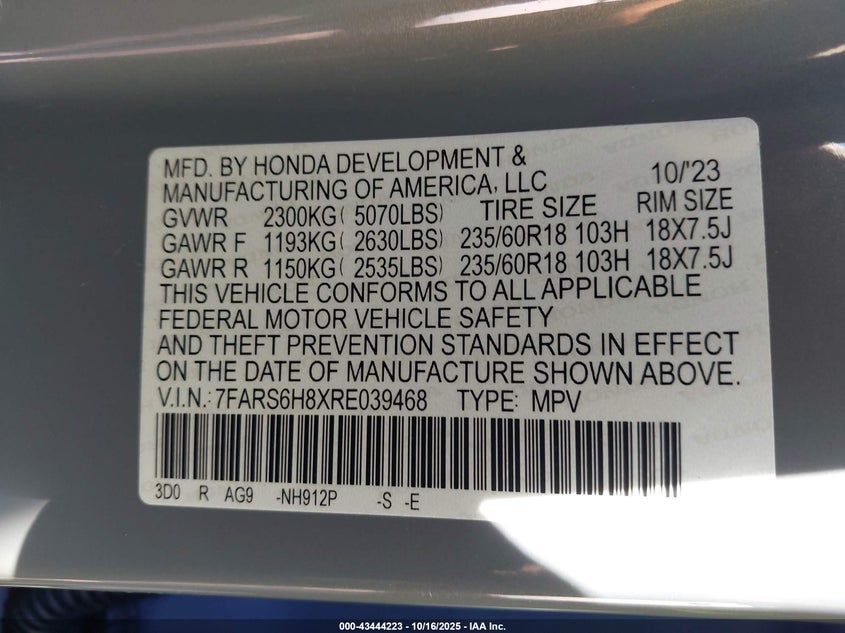 MFD. BY HONDA DEVELOPMENT &
MANUFACTURING OF AMERICA, LLC 10/'23
GVWR 2300KG( 5070LBS) TIRE SIZE RIM SIZE
GAWR F 1193KG( 2630LBS) 235/60R18 103H 18X7.5J
GAWR R 1150KG( 2535LBS) 235/60R18 103H 18X7.5J
THIS VEHICLE CONFORMS TO ALL APPLICABLE
FEDERAL MOTOR VEHICLE SAFETY
AND THEFT PREVENTION STANDARDS IN EFFECT
ON THE DATE OF MANUFACTURE SHOWN ABOVE.
V.I.N.: 7FARS6H8XRE039468 TYPE: MPV
3D0 R AG9 -NH912P -S -E
000-43444223 - 10/16/2025 - IAA Inc.